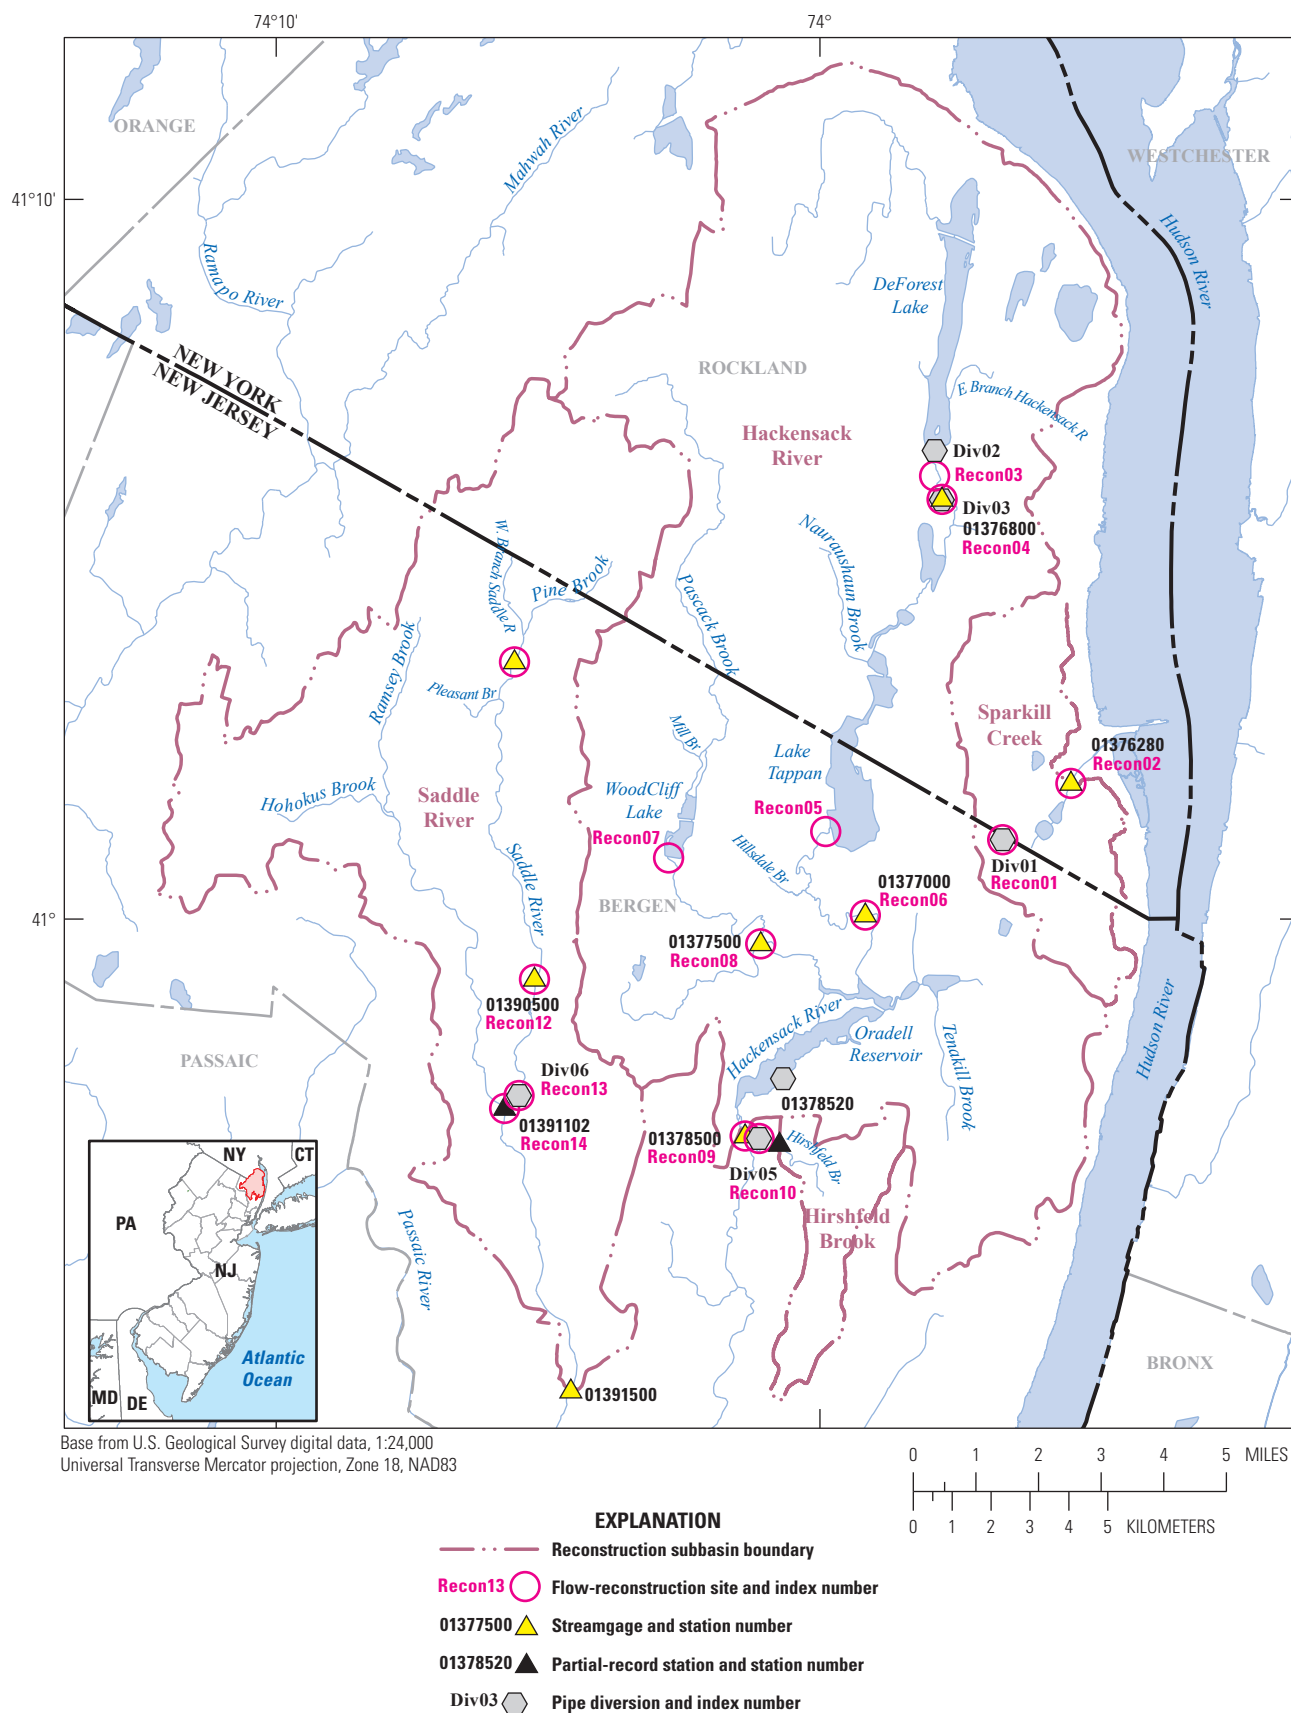 74°10'
74°
ORANGE
Mahwah River
WESTCHESTER
41°10'
Hudson River
Ramapo River
DeForest
Lake
NEW YORK
NEW JERSEY
ROCKLAND
E Branch Hackensack R
Hackensack
River
Div02
Recon03
Div03
01376800
Recon04
W. Branch Saddle R
Pine Brook
Nauraushaun Brook
Pascack Brook
Ramsey Brook
Pleasant Br
Sparkill
Creek
Mill Br
Lake
Tappan
01376280
Recon02
Hohokus Brook
Saddle
River
WoodCliff
Lake
Recon05
Recon07
Saddle River
Hillsdale Br
Div01
Recon01
01377000
Recon06
41°
BERGEN
01377500
Recon08
01390500
Recon12
Hackensack River
Oradell
Reservoir
Tenakill Brook
Hudson River
PASSAIC
Div06
Recon13
01378520
01391102
Recon14
01378500
Recon09
Hirshfeld Br
Div05
Recon10
Hirshfeld
Brook
Passaic River
NY
CT
PA
NJ
Atlantic
Ocean
MD
DE
BRONX
01391500
Base from U.S. Geological Survey digital data, 1:24,000
Universal Transverse Mercator projection, Zone 18, NAD83
0 1 2 3 4 5 MILES
0 1 2 3 4 5 KILOMETERS
EXPLANATION
Reconstruction subbasin boundary
Recon13 Flow-reconstruction site and index number
01377500 Streamgage and station number
01378520 Partial-record station and station number
Div03 Pipe diversion and index number